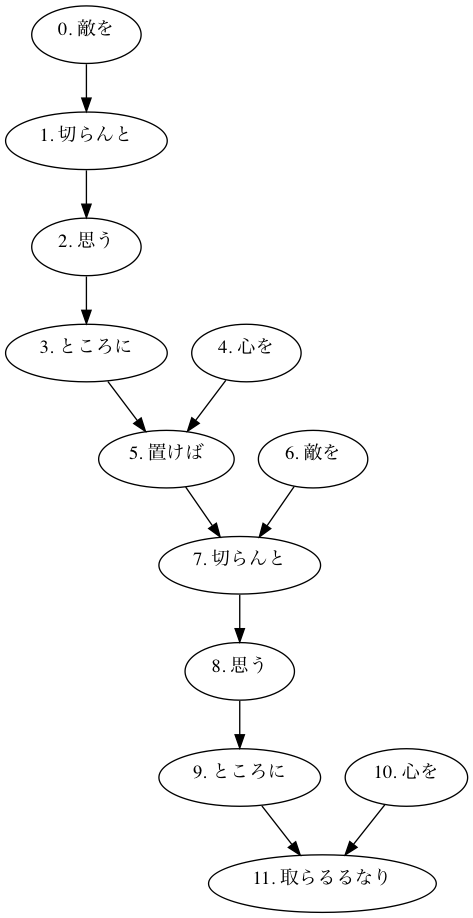 0. 敵を
1. 切らんと
2. 思う
3. ところに
4. 心を
5. 置けば
6. 敵を
7. 切らんと
8. 思う
9. ところに
10. 心を
11. 取らるるなり